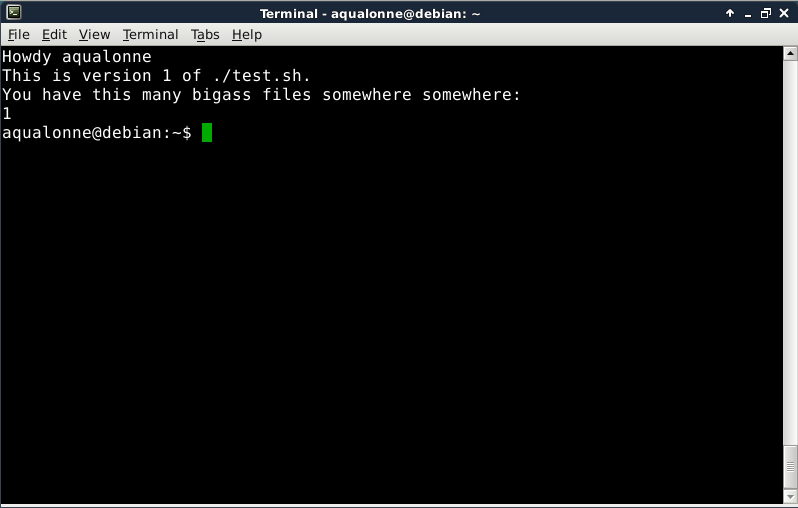 Terminal - aqualonne@debian: ~
File Edit View Terminal Tabs Help
Howdy aqualonne
This is version 1 of ./test.sh.
You have this many bigass files somewhere somewhere:
1
aqualonne@debian:~$